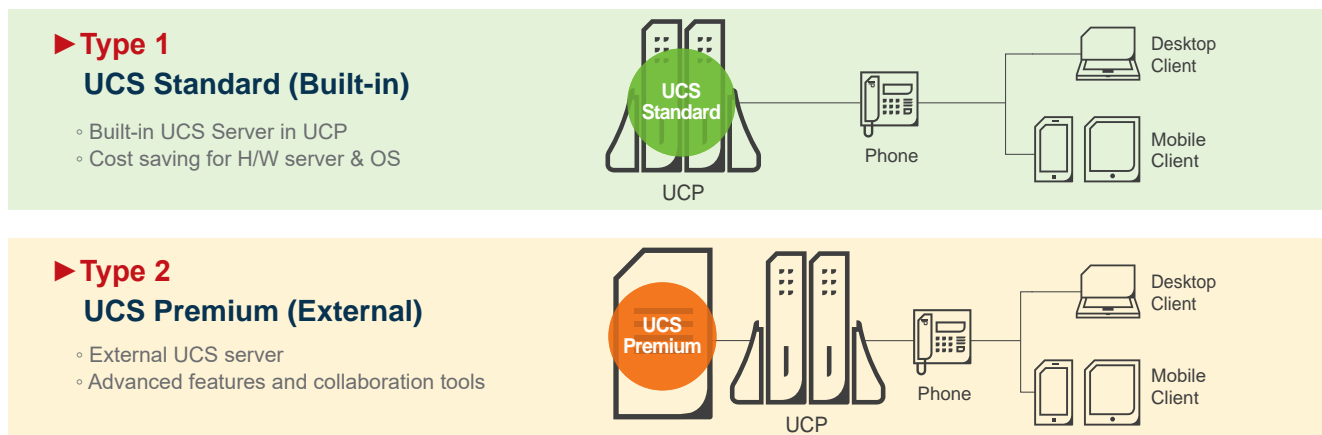 ►Type 1
UCS Standard (Built-in)
◦ Built-in UCS Server in UCP
◦ Cost saving for H/W server & OS
UCS
Standard
UCP
Phone
Desktop
Client
Mobile
Client
►Type 2
UCS Premium (External)
◦ External UCS server
◦ Advanced features and collaboration tools
UCS
Premium
UCP
Phone
Desktop
Client
Mobile
Client